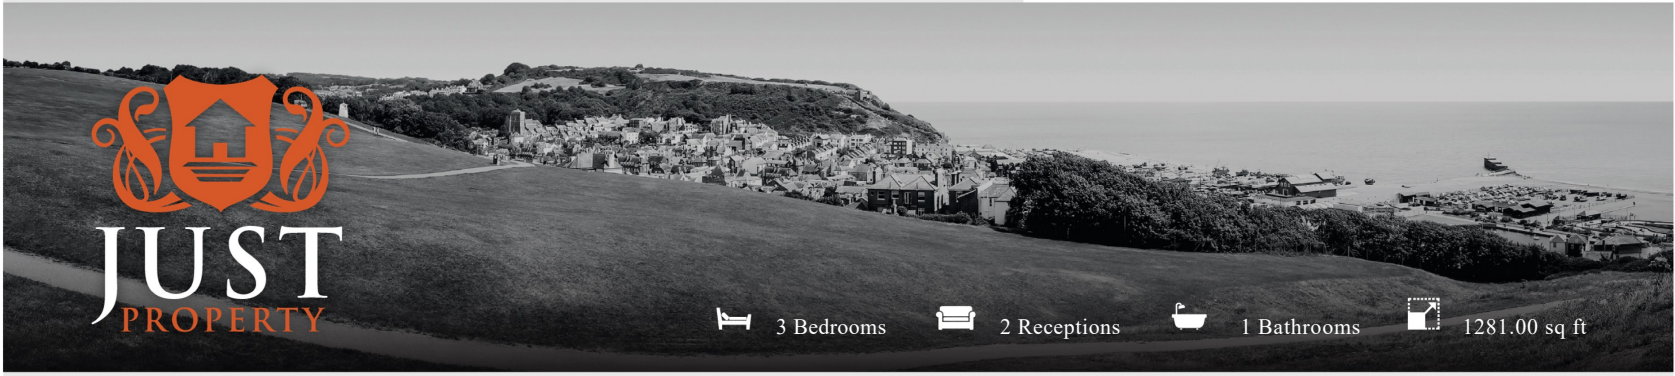 JUST
PROPERTY
3 Bedrooms
2 Receptions
1 Bathrooms
1281.00 sq ft